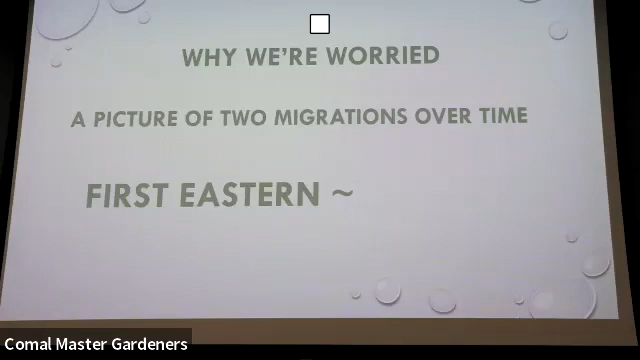 WHY WE'RE WORRIED
A PICTURE OF TWO MIGRATIONS OVER TIME
FIRST EASTERN ~
Comal Master Gardeners